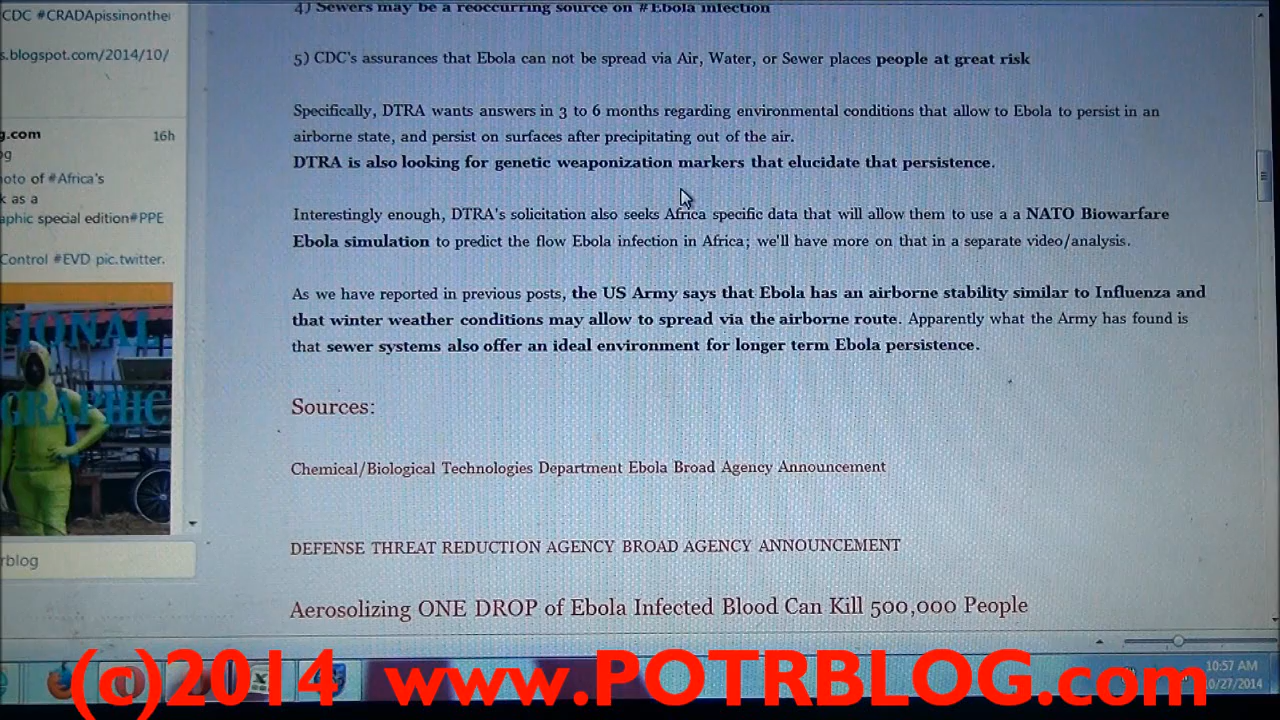 CDC #CRADApissinonthe
s.blogspot.com/2014/10/
g.com 16h
og
oto of #Africa's
k as a
aphic special edition#PPE
Control #EVD pic.twitter.
IONAL
GRAPHIC
rblog
4) Sewers may be a reoccurring source on #Ebola infection
5) CDC's assurances that Ebola can not be spread via Air, Water, or Sewer places people at great risk
Specifically, DTRA wants answers in 3 to 6 months regarding environmental conditions that allow to Ebola to persist in an
airborne state, and persist on surfaces after precipitating out of the air.
DTRA is also looking for genetic weaponization markers that elucidate that persistence.
Interestingly enough, DTRA's solicitation also seeks Africa specific data that will allow them to use a a NATO Biowarfare
Ebola simulation to predict the flow Ebola infection in Africa; we'll have more on that in a separate video/analysis.
As we have reported in previous posts, the US Army says that Ebola has an airborne stability similar to Influenza and
that winter weather conditions may allow to spread via the airborne route. Apparently what the Army has found is
that sewer systems also offer an ideal environment for longer term Ebola persistence.
Sources:
Chemical/Biological Technologies Department Ebola Broad Agency Announcement
DEFENSE THREAT REDUCTION AGENCY BROAD AGENCY ANNOUNCEMENT
Aerosolizing ONE DROP of Ebola Infected Blood Can Kill 500,000 People
10:57 AM
10/27/2014
(c)2014 www.POTRBLOG.com